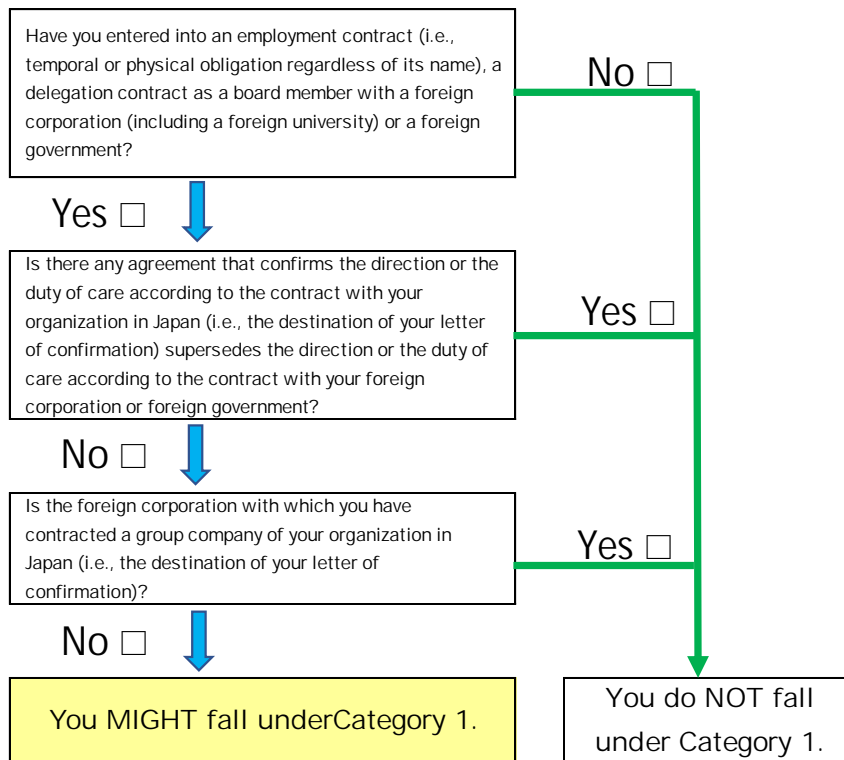 Have you entered into an employment contract (i.e.,
temporal or physical obligation regardless of its name), a
delegation contract as a board member with a foreign
corporation (including a foreign university) or a foreign
government?
No □
Yes □
Is there any agreement that confirms the direction or the
duty of care according to the contract with your
organization in Japan (i.e., the destination of your letter
of confirmation) supersedes the direction or the duty of
care according to the contract with your foreign
corporation or foreign government?
Yes □
No □
Is the foreign corporation with which you have
contracted a group company of your organization in
Japan (i.e., the destination of your letter of
confirmation)?
Yes □
No □
You MIGHT fall underCategory 1.
You do NOT fall
under Category 1.